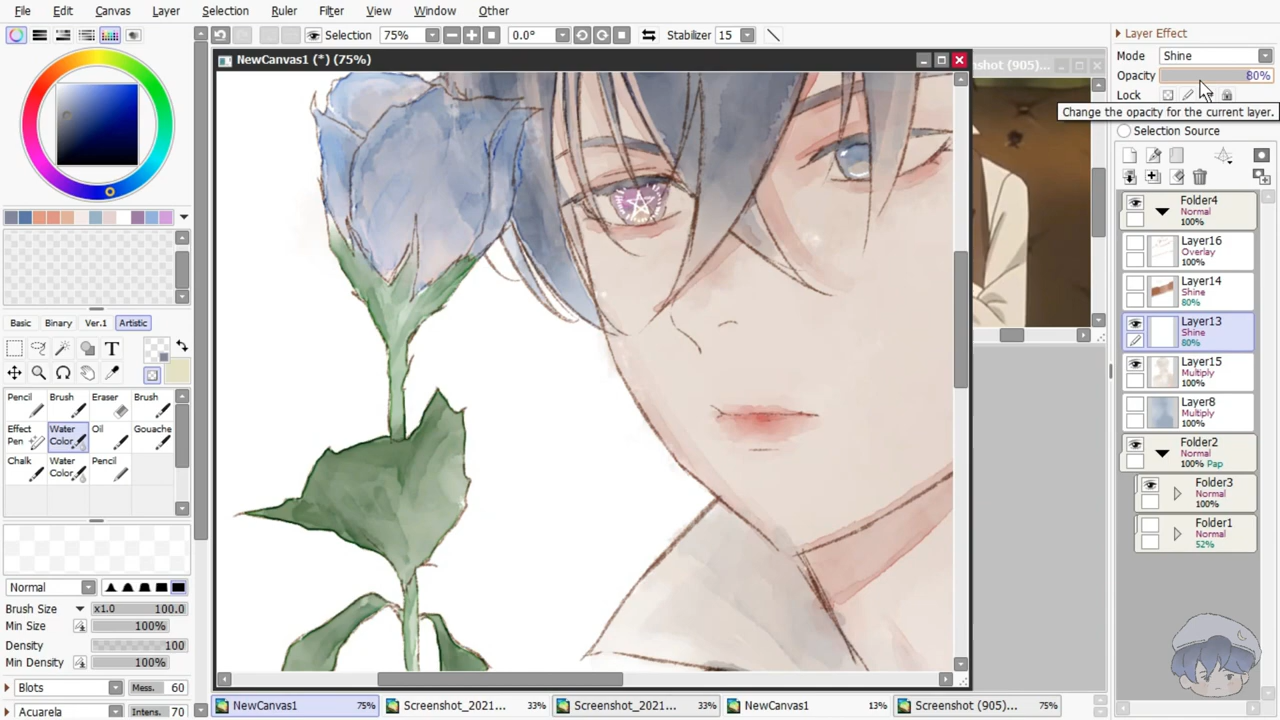 File Edit Canvas Layer Selection Ruler Filter View Window Other
Selection 75% 0.0° Stabilizer 15
NewCanvas1 (*) (75%)
nshot (905)...
Layer Effect
Mode Shine
Opacity 80%
Lock
Change the opacity for the current layer.
Selection Source
Folder4
Normal
100%
Layer16
Overlay
100%
Layer14
Shine
80%
Layer13
Shine
80%
Layer15
Multiply
100%
Layer8
Multiply
100%
Folder2
Normal
100% Pap
Folder3
Normal
100%
Folder1
Normal
52%
Basic Binary Ver.1 Artistic
T
Pencil Brush Eraser Brush
Effect Pen Water Color Oil Gouache
Chalk Water Color Pencil
Normal
Brush Size x1.0 100.0
Min Size 100%
Density 100
Min Density 100%
Blots Mess. 60
Acuarela Intens. 70
NewCanvas1 75% Screenshot_2021... 33% Screenshot_2021... 33% NewCanvas1 13% Screenshot (905)... 75%